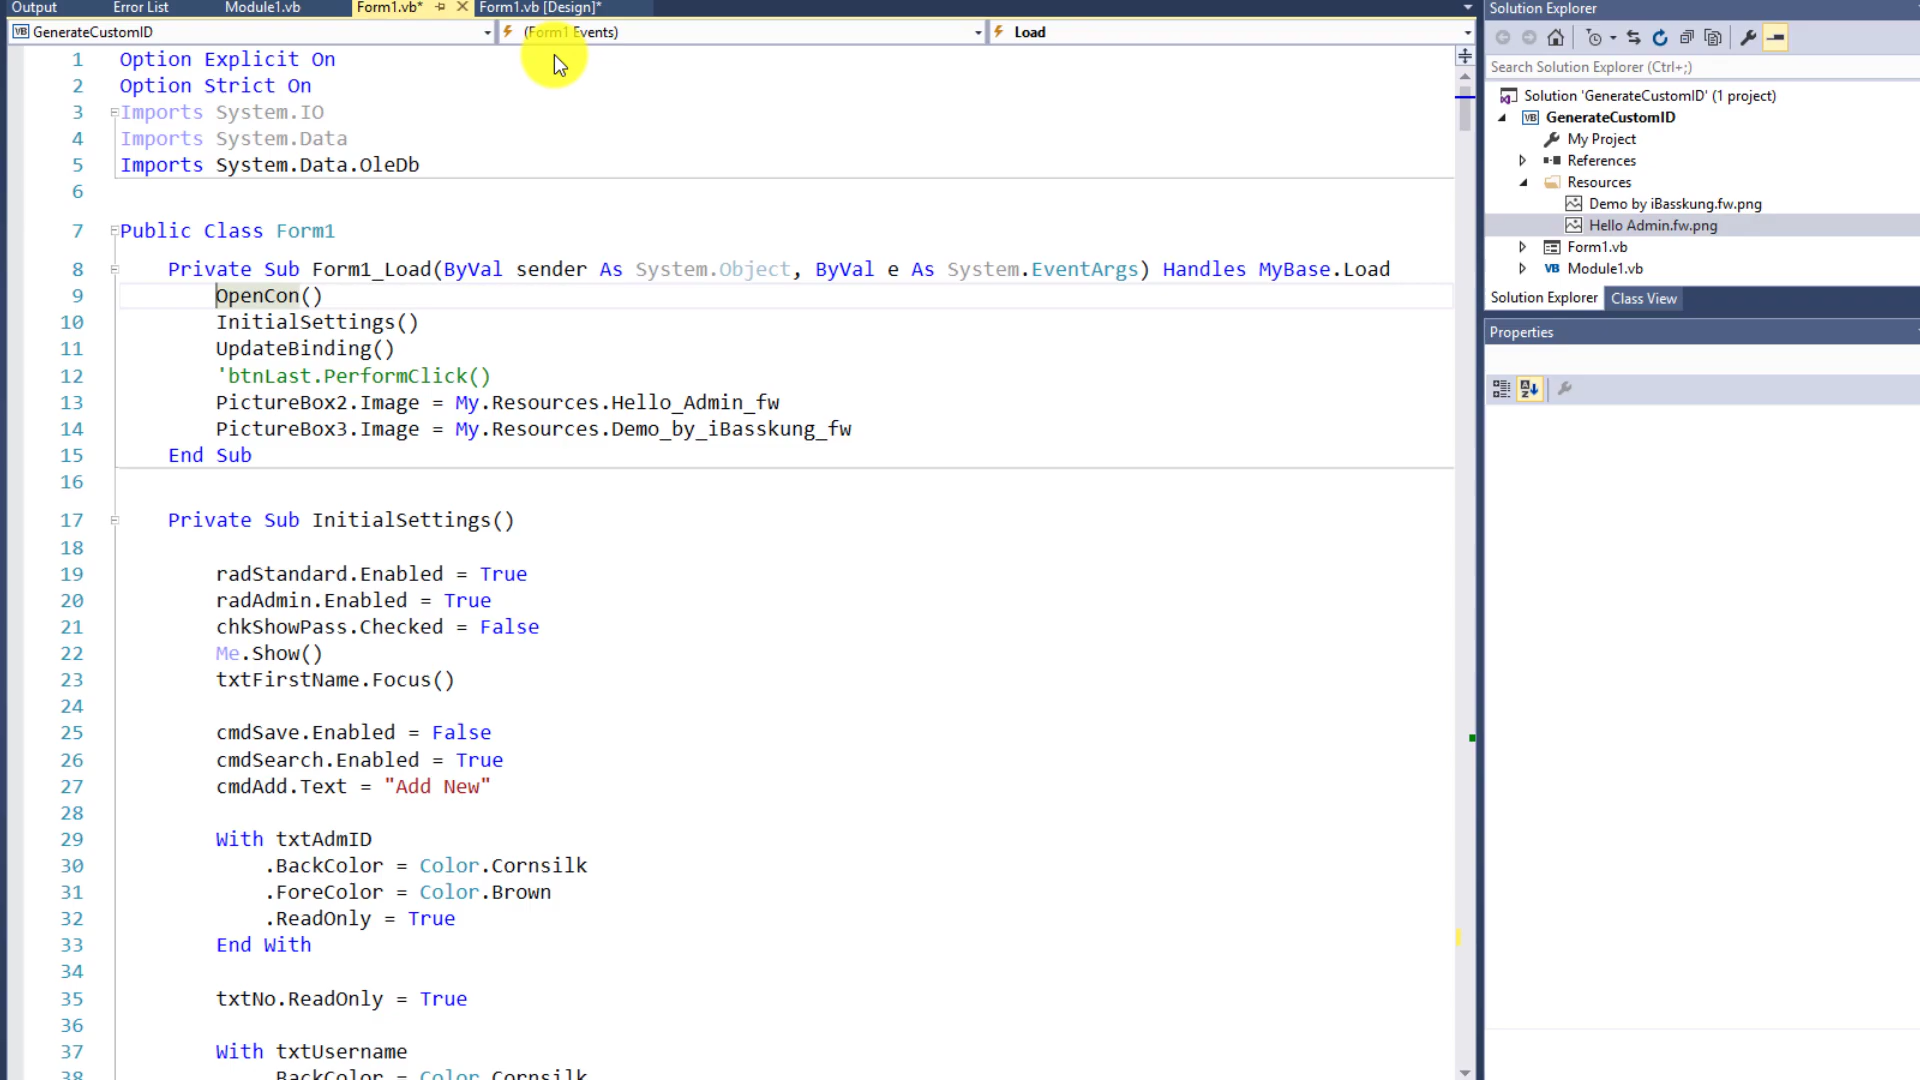 Output Error List Module1.vb Form1.vb* Form1.vb [Design]*
GenerateCustomID (Form1 Events) Load
1 Option Explicit On
2 Option Strict On
3 Imports System.IO
4 Imports System.Data
5 Imports System.Data.OleDb
6
7 Public Class Form1
8 Private Sub Form1_Load(ByVal sender As System.Object, ByVal e As System.EventArgs) Handles MyBase.Load
9 OpenCon()
10 InitialSettings()
11 UpdateBinding()
12 'btnLast.PerformClick()
13 PictureBox2.Image = My.Resources.Hello_Admin_fw
14 PictureBox3.Image = My.Resources.Demo_by_iBasskung_fw
15 End Sub
16
17 Private Sub InitialSettings()
18
19 radStandard.Enabled = True
20 radAdmin.Enabled = True
21 chkShowPass.Checked = False
22 Me.Show()
23 txtFirstName.Focus()
24
25 cmdSave.Enabled = False
26 cmdSearch.Enabled = True
27 cmdAdd.Text = "Add New"
28
29 With txtAdmID
30 .BackColor = Color.Cornsilk
31 .ForeColor = Color.Brown
32 .ReadOnly = True
33 End With
34
35 txtNo.ReadOnly = True
36
37 With txtUsername
38 .BackColor = Color.Cornsilk
Solution Explorer
Search Solution Explorer (Ctrl+;)
Solution 'GenerateCustomID' (1 project)
VB GenerateCustomID
My Project
References
Resources
Demo by iBasskung.fw.png
Hello Admin.fw.png
Form1.vb
VB Module1.vb
Solution Explorer Class View
Properties